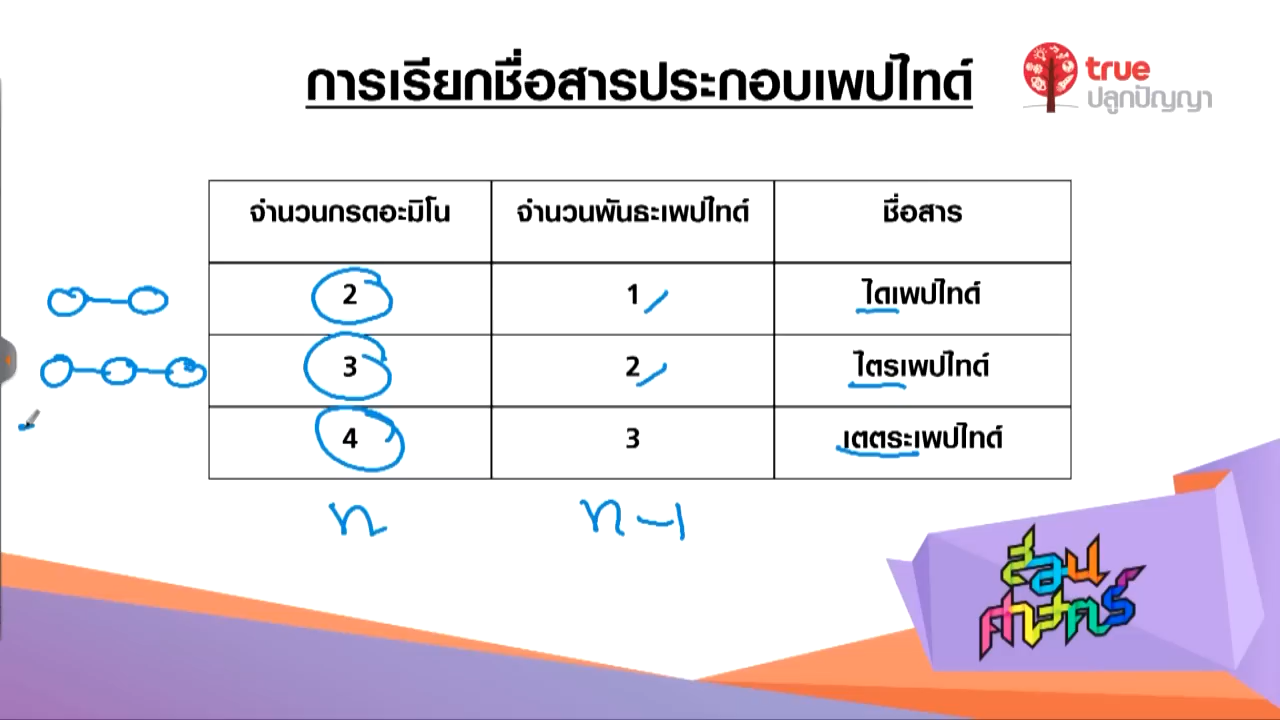 การเรียกชื่อสารประกอบเพปไทด์
true
ปลูกปัญญา
จำนวนกรดอะมิโน จำนวนพันธะเพปไทด์ ชื่อสาร
2 1 ไดเพปไทด์
3 2 ไตรเพปไทด์
4 3 เตตระเพปไทด์
n n-1
สอน
ศาสตร์